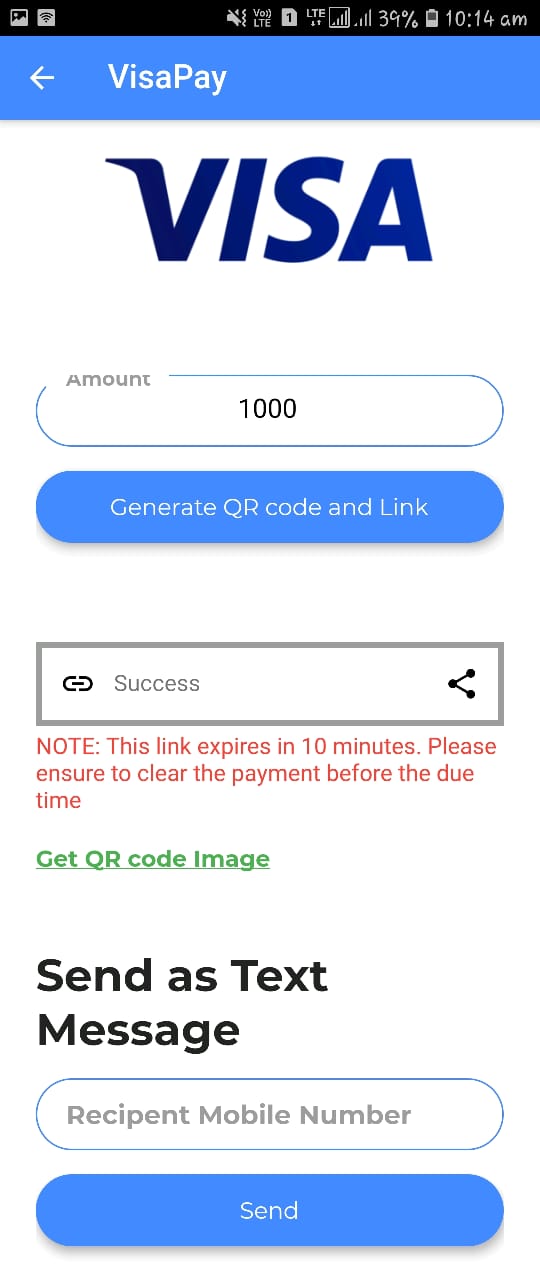 Vo)) LTE 1 LTE 39% 10:14 am
VisaPay
VISA
Amount
1000
Generate QR code and Link
Success
NOTE: This link expires in 10 minutes. Please
ensure to clear the payment before the due
time
Get QR code Image
Send as Text
Message
Recipent Mobile Number
Send